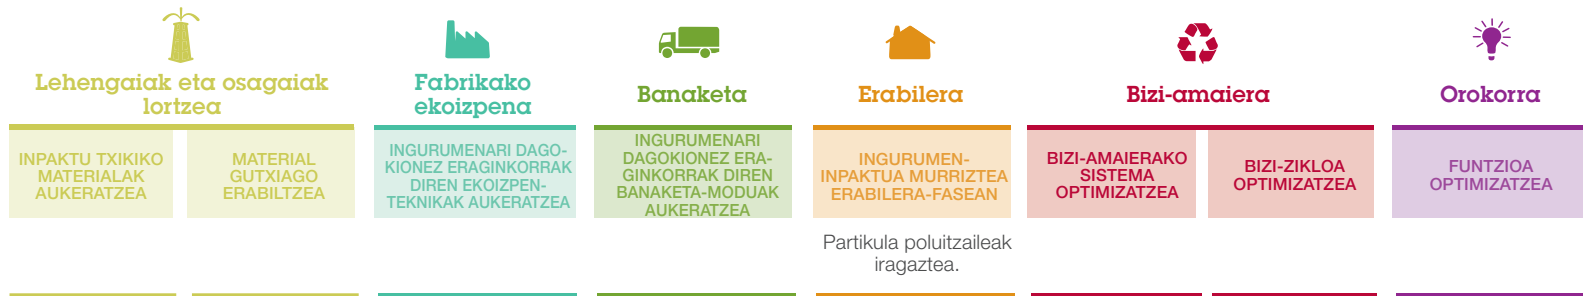 Lehengaiak eta osagaiak
lortzea
Fabrikako
ekoizpena
Banaketa
Erabilera
Bizi-amaiera
Orokorra
INPAKTU TXIKIKO
MATERIALAK
AUKERATZEA
MATERIAL
GUTXIAGO
ERABILTZEA
INGURUMENARI DAGO-
KIONEZ ERAGINKORRAK
DIREN EKOIZPEN-
TEKNIKAK AUKERATZEA
INGURUMENARI
DAGOKIONEZ ERA-
GINKORRAK DIREN
BANAKETA-MODUAK
AUKERATZEA
INGURUMEN-
INPAKTUA MURRIZTEA
ERABILERA-FASEAN
BIZI-AMAIERAKO
SISTEMA
OPTIMIZATZEA
BIZI-ZIKLOA
OPTIMIZATZEA
FUNTZIOA
OPTIMIZATZEA
Partikula poluitzaileak
iragaztea.